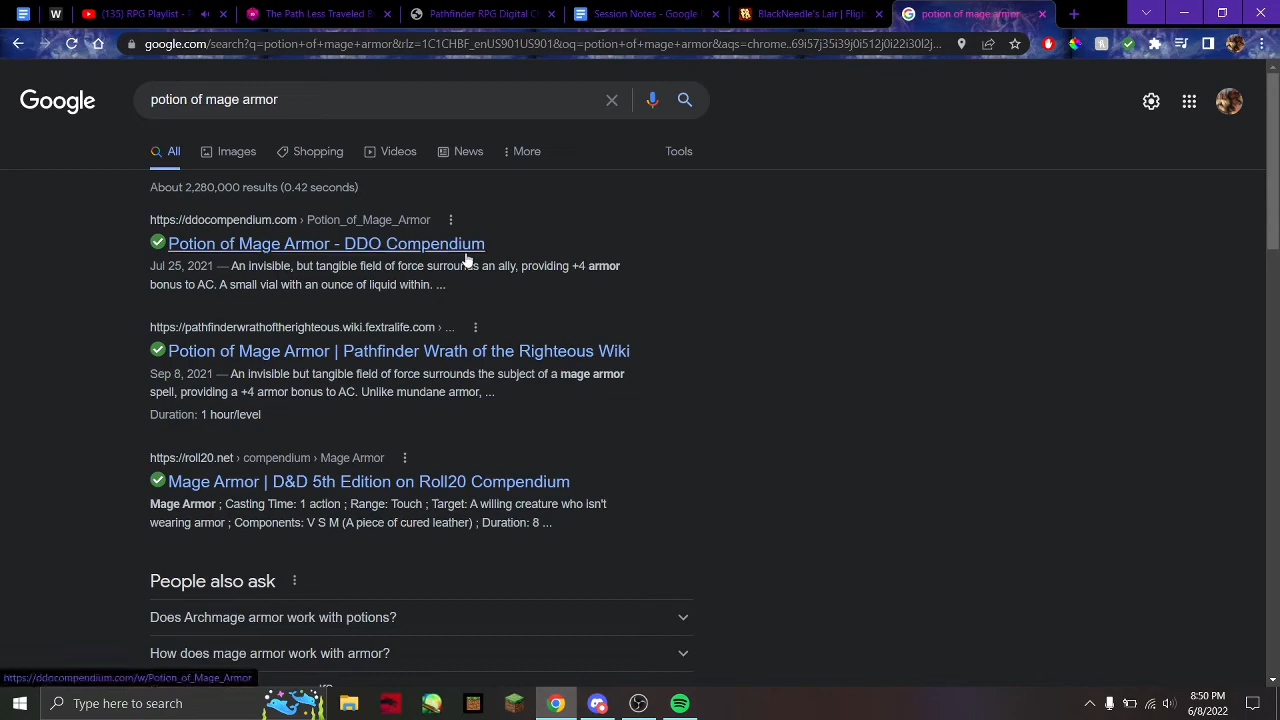 (135) RPG Playlist -
The Path Less Traveled B
Pathfinder RPG Digital C
Session Notes - Google
BlackNeedle's Lair | Fligh
potion of mage armor
google.com/search?q=potion+of+mage+armor&rlz=1C1CHBF_enUS901US901&oq=potion+of+mage+armor&aqs=chrome..69i57j35i39j0i512j0i22i30l2j...
Google
potion of mage armor
All
Images
Shopping
Videos
News
More
Tools
About 2,280,000 results (0.42 seconds)
https://ddocompendium.com › Potion_of_Mage_Armor
Potion of Mage Armor - DDO Compendium
Jul 25, 2021 — An invisible, but tangible field of force surrounds an ally, providing +4 armor
bonus to AC. A small vial with an ounce of liquid within. ...
https://pathfinderwrathoftherighteous.wiki.fextralife.com › ...
Potion of Mage Armor | Pathfinder Wrath of the Righteous Wiki
Sep 8, 2021 — An invisible but tangible field of force surrounds the subject of a mage armor
spell, providing a +4 armor bonus to AC. Unlike mundane armor, ...
Duration: 1 hour/level
https://roll20.net › compendium › Mage Armor
Mage Armor | D&D 5th Edition on Roll20 Compendium
Mage Armor ; Casting Time: 1 action ; Range: Touch ; Target: A willing creature who isn't
wearing armor ; Components: V S M (A piece of cured leather) ; Duration: 8 ...
People also ask
Does Archmage armor work with potions?
How does mage armor work with armor?
https://ddocompendium.com/w/Potion_of_Mage_Armor
Type here to search
8:50 PM
6/8/2022